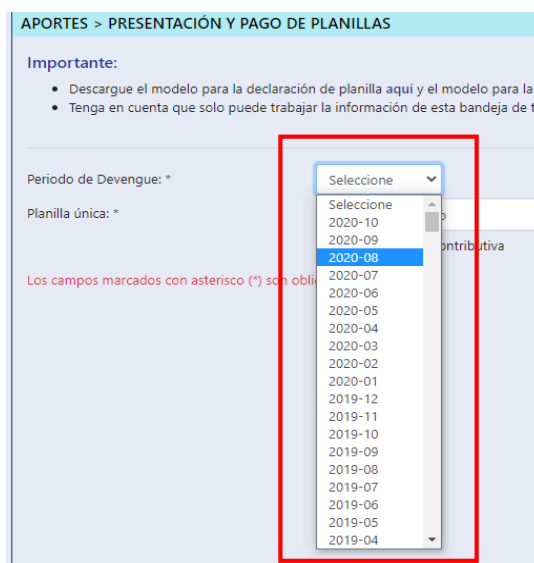 APORTES > PRESENTACIÓN Y PAGO DE PLANILLAS
Importante:
• Descargue el modelo para la declaración de planilla aquí y el modelo para la
• Tenga en cuenta que solo puede trabajar la información de esta bandeja de t
Periodo de Devengue: *
Seleccione
Planilla única: *
Seleccione
2020-10
2020-09
2020-08
2020-07
2020-06
2020-05
2020-04
2020-03
2020-02
2020-01
2019-12
2019-11
2019-10
2019-09
2019-08
2019-07
2019-06
2019-05
2019-04
ontributiva
Los campos marcados con asterisco (*) son obli